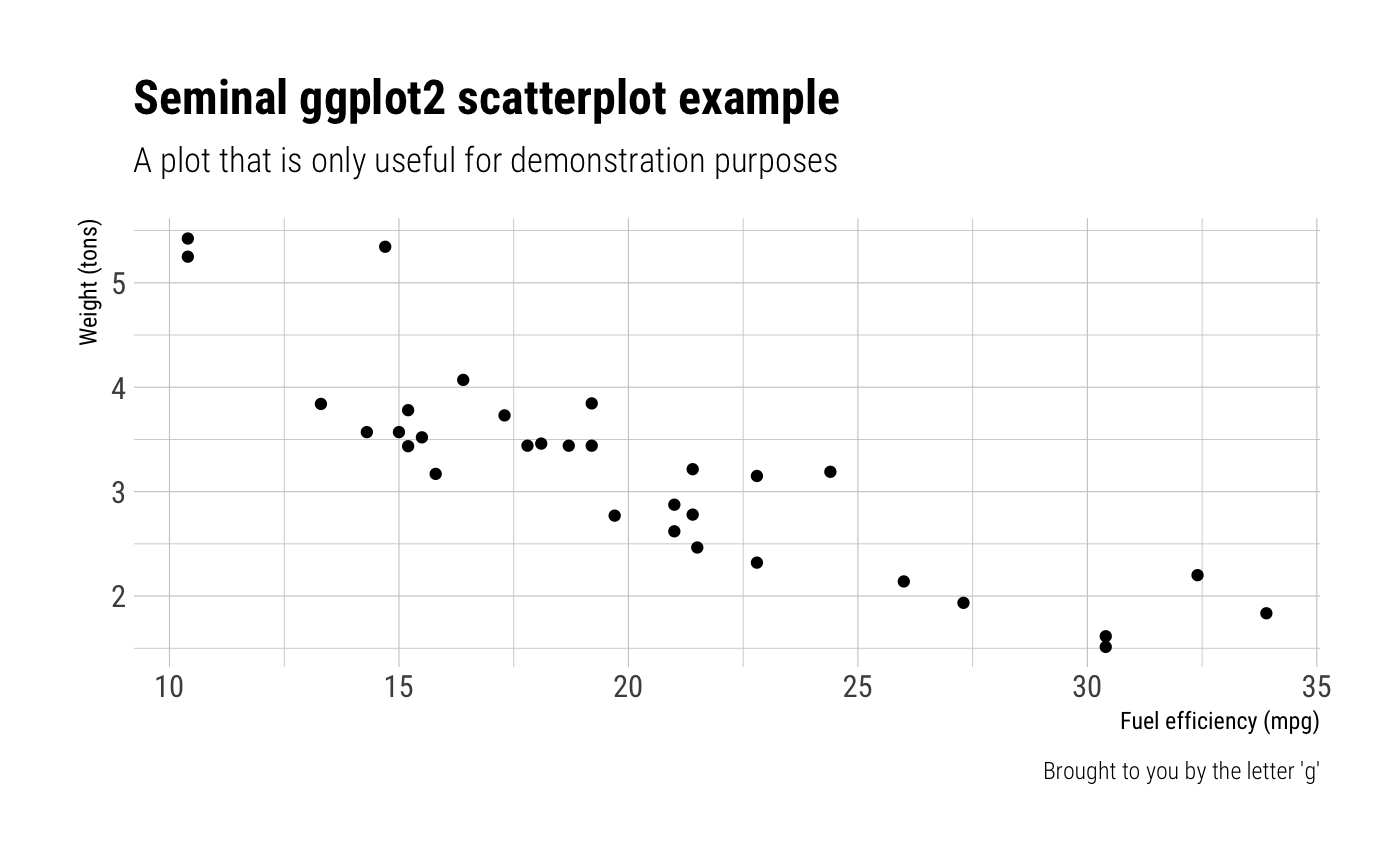 Seminal ggplot2 scatterplot example
A plot that is only useful for demonstration purposes
Weight (tons)
5
4
3
2
10 15 20 25 30 35
Fuel efficiency (mpg)
Brought to you by the letter 'g'